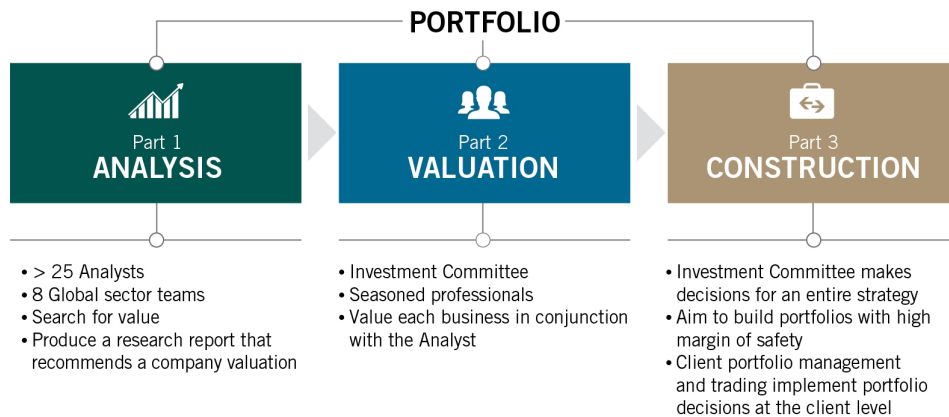 PORTFOLIO
Part 1
ANALYSIS
• > 25 Analysts
• 8 Global sector teams
• Search for value
• Produce a research report that
recommends a company valuation
Part 2
VALUATION
• Investment Committee
• Seasoned professionals
• Value each business in conjunction
with the Analyst
Part 3
CONSTRUCTION
• Investment Committee makes
decisions for an entire strategy
• Aim to build portfolios with high
margin of safety
• Client portfolio management
and trading implement portfolio
decisions at the client level